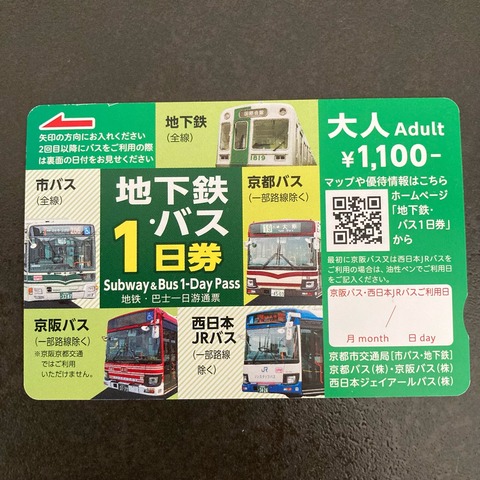 矢印の方向にお入れください
2回目以降にバスをご利用の際
は裏面の日付をお見せください
地下鉄
(全線)
1819
大人 Adult
¥1,100-
マップや優待情報はこちら
ホームページ
「地下鉄・
バス1日券」
から
市バス
(全線)
地下鉄
・バス
1日券
Subway & Bus 1-Day Pass
地铁・巴士一日游通票
京都バス
(一部路線除く)
最初に京阪バス又は西日本JRバスを
ご利用の場合は、油性ペンでご利用日
をご記入ください。
京阪バス・西日本JRバスご利用日
/
月 month 日 day
京阪バス
(一部路線除く)
※京阪京都交通
ではご利用
いただけません。
西日本
JRバス
(一部路線
除く)
JR
京都市交通局[市バス・地下鉄]
京都バス(株)・京阪バス(株)
西日本ジェイアールバス(株)